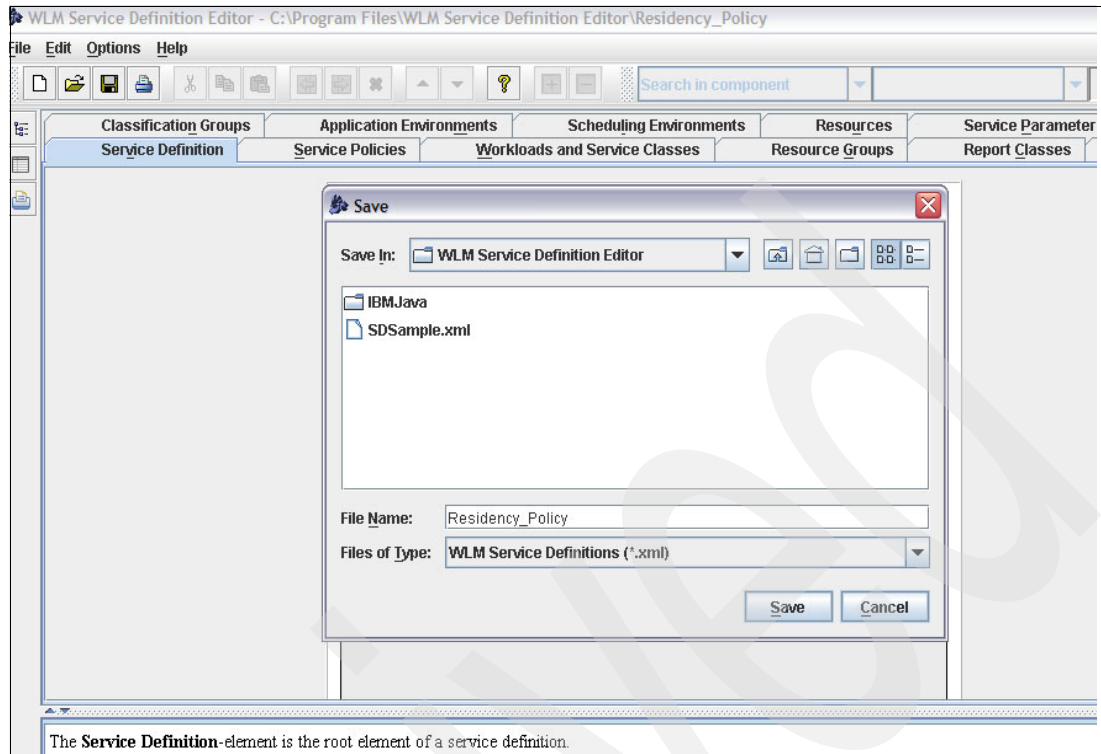 WLM Service Definition Editor - C:\Program Files\WLM Service Definition Editor\Residency_Policy
File Edit Options Help
Search in component
Classification Groups Application Environments Scheduling Environments Resources Service Parameter
Service Definition Service Policies Workloads and Service Classes Resource Groups Report Classes
Save
Save In: WLM Service Definition Editor
IBMJava
SDSample.xml
File Name: Residency_Policy
Files of Type: WLM Service Definitions (*.xml)
Save Cancel
The Service Definition-element is the root element of a service definition.